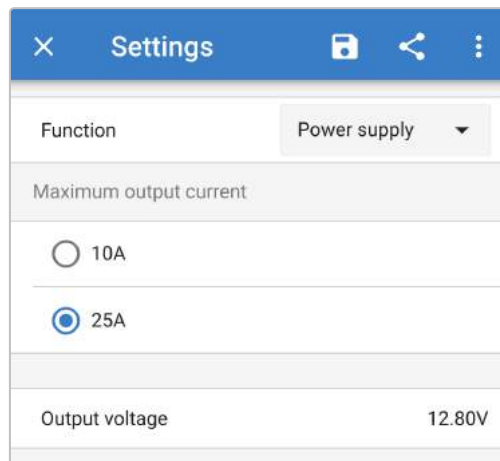 Settings
Function Power supply
Maximum output current
10A
25A
Output voltage 12.80V